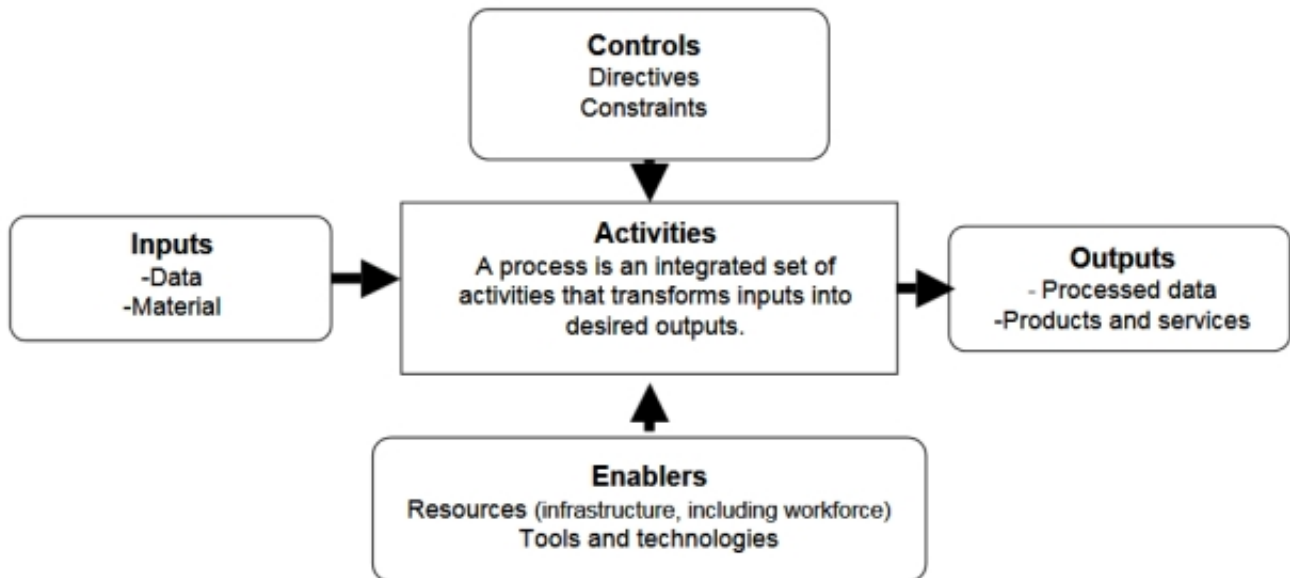 Controls
Directives
Constraints
Inputs
-Data
-Material
Activities
A process is an integrated set of
activities that transforms inputs into
desired outputs.
Outputs
- Processed data
-Products and services
Enablers
Resources (infrastructure, including workforce)
Tools and technologies